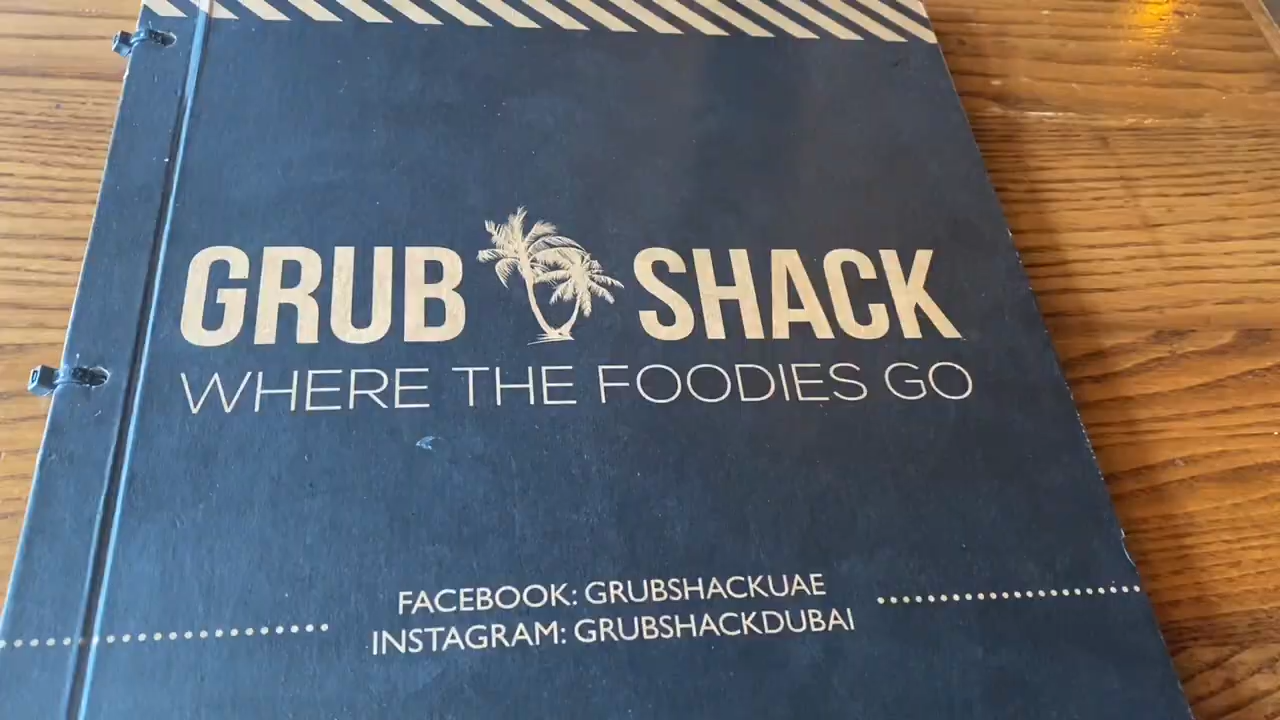 GRUB SHACK
WHERE THE FOODIES GO
FACEBOOK: GRUBSHACKUAE
INSTAGRAM: GRUBSHACKDUBAI